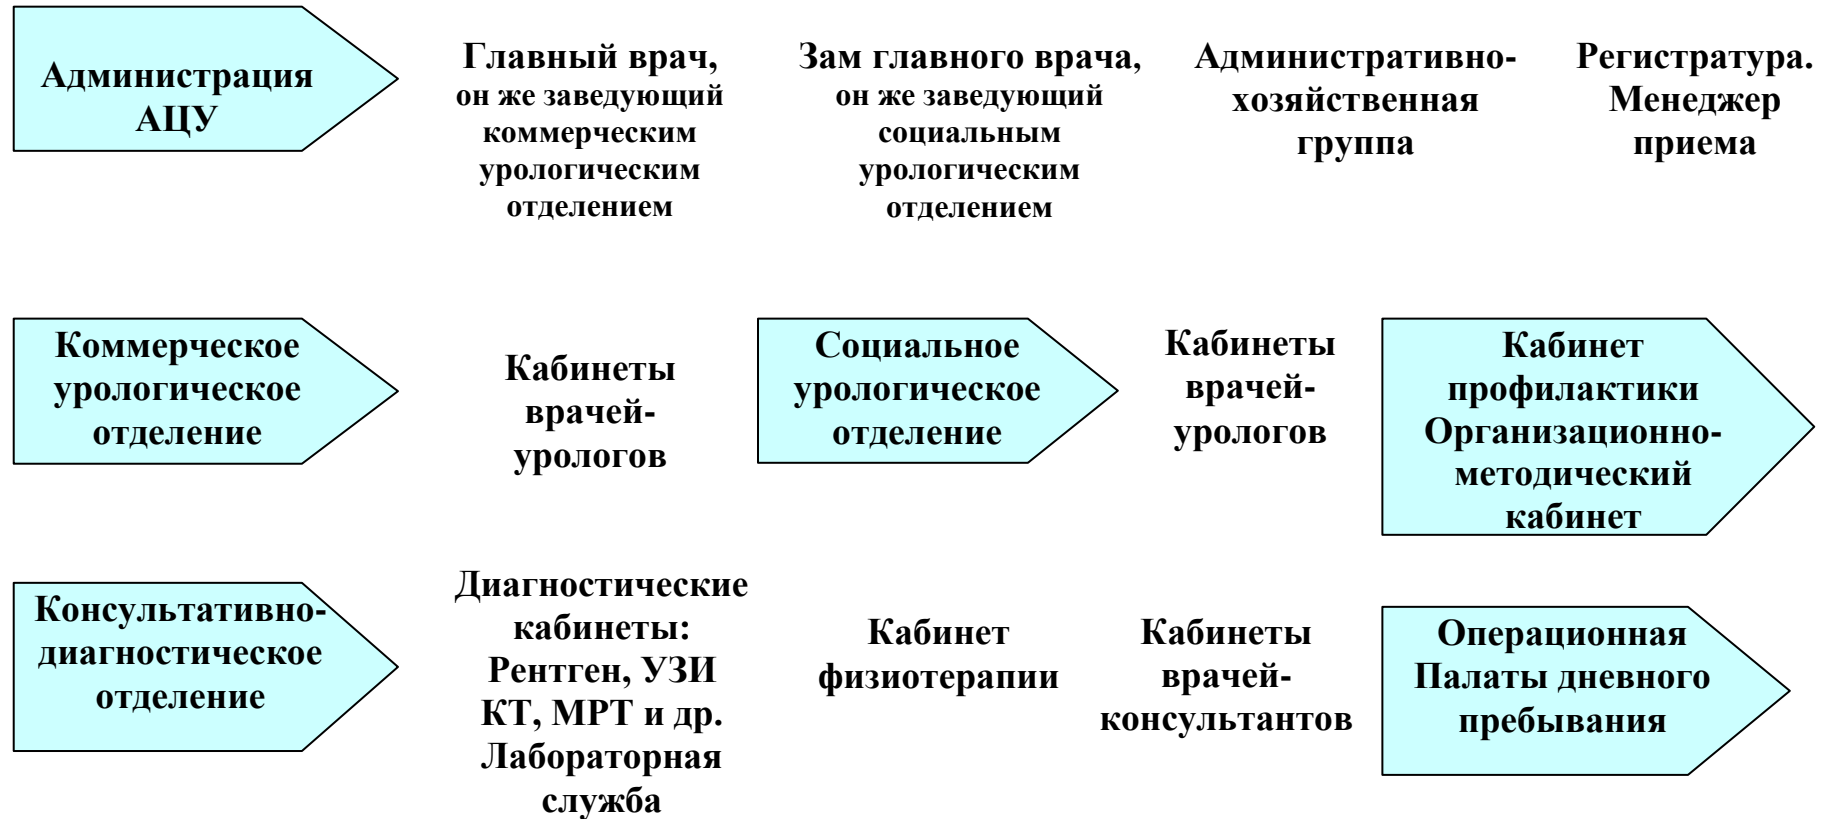 Администрация
АЦУ
Главный врач,
он же заведующий
коммерческим
урологическим
отделением
Зам главного врача,
он же заведующий
социальным
урологическим
отделением
Административно-
хозяйственная
группа
Регистратура.
Менеджер
приема
Коммерческое
урологическое
отделение
Кабинеты
врачей-
урологов
Социальное
урологическое
отделение
Кабинеты
врачей-
урологов
Кабинет
профилактики
Организационно-
методический
кабинет
Консультативно-
диагностическое
отделение
Диагностические
кабинеты:
Рентген, УЗИ
КТ, МРТ и др.
Лабораторная
служба
Кабинет
физиотерапии
Кабинеты
врачей-
консультантов
Операционная
Палаты дневного
пребывания